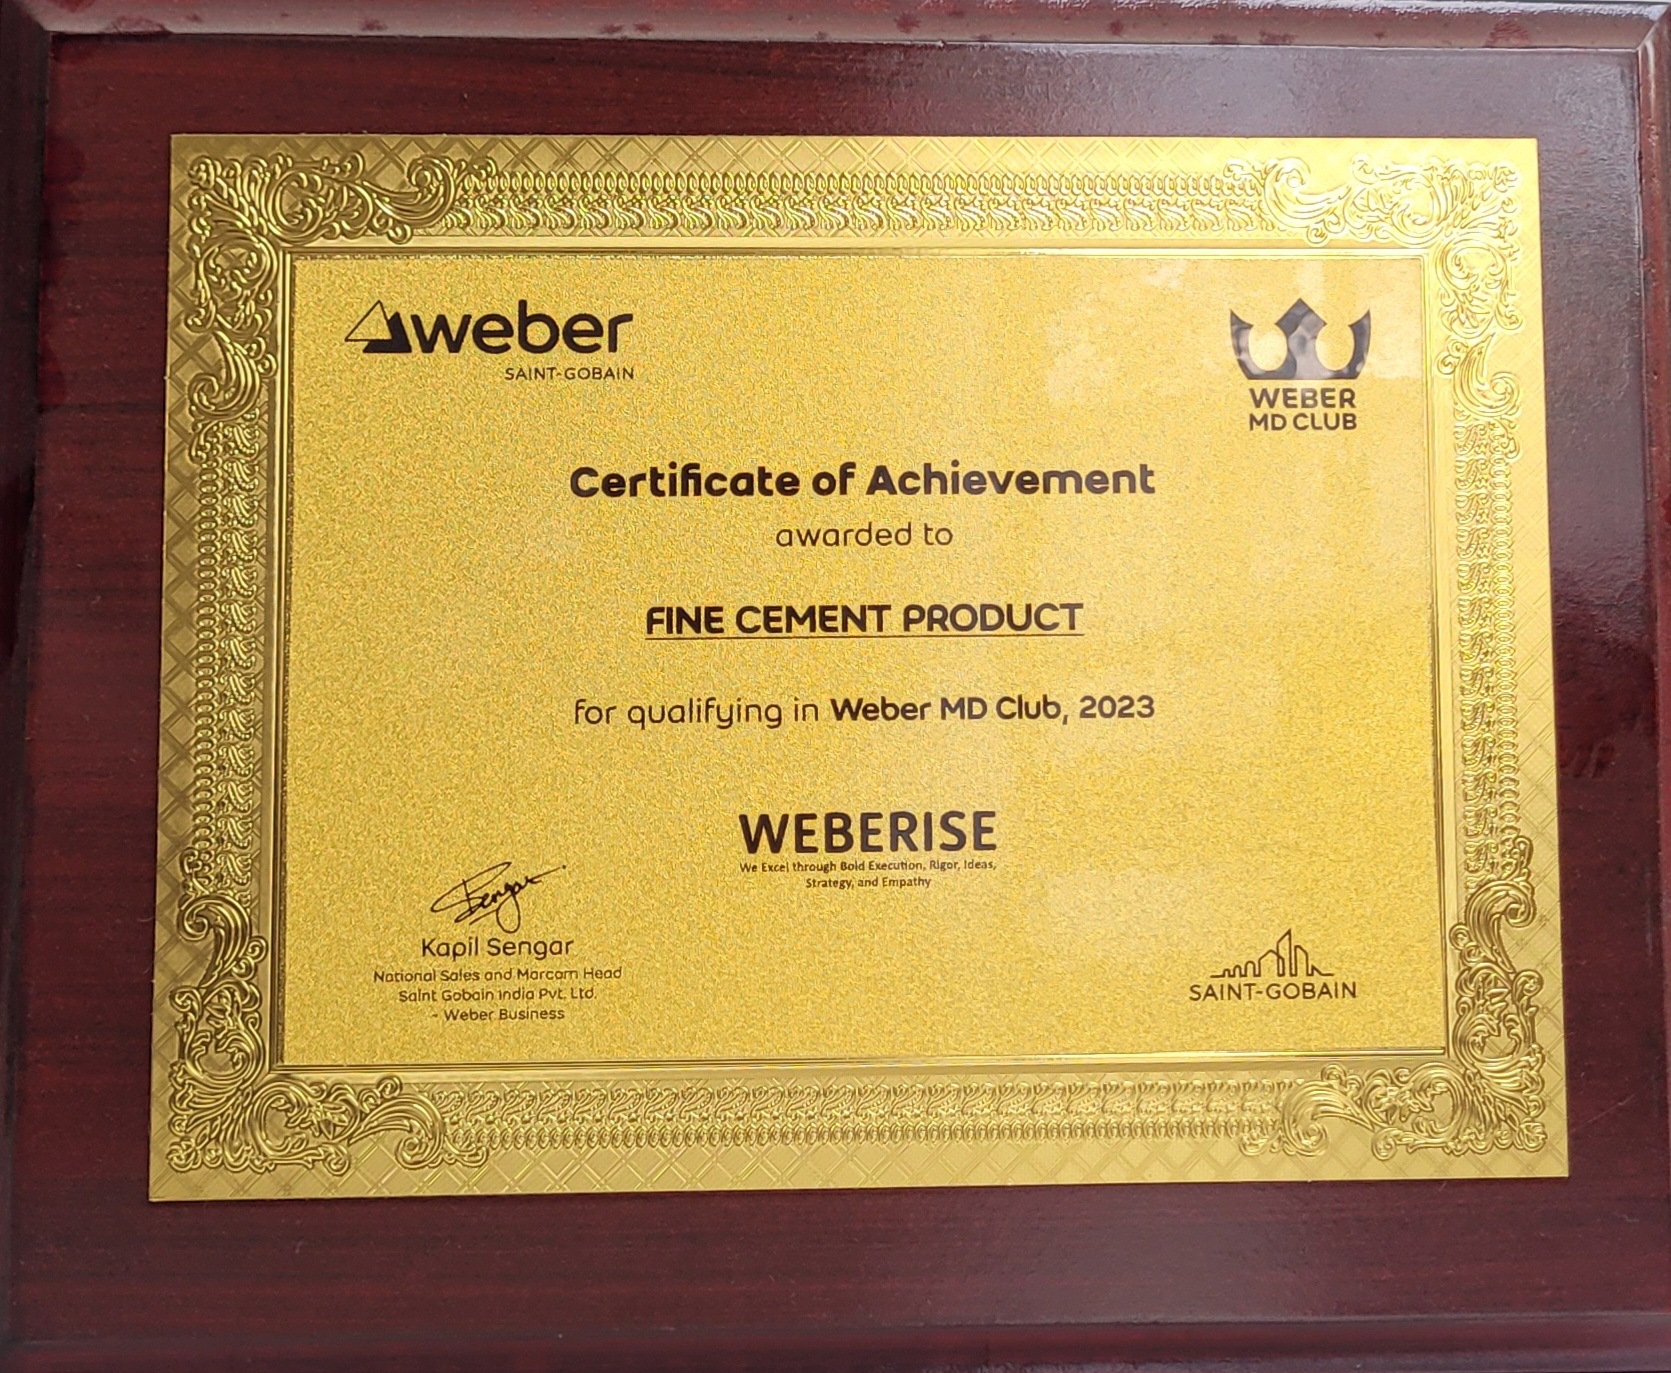 weber
SAINT-GOBAIN
WEBER
MD CLUB
Certificate of Achievement
awarded to
FINE CEMENT PRODUCT
for qualifying in Weber MD Club, 2023
WEBERISE
We Excel through Bold Execution, Rigor, Ideas,
Strategy, and Empathy
Sengar
Kapil Sengar
National Sales and Marcom Head
Saint Gobain India Pvt. Ltd.
- Weber Business
SAINT-GOBAIN